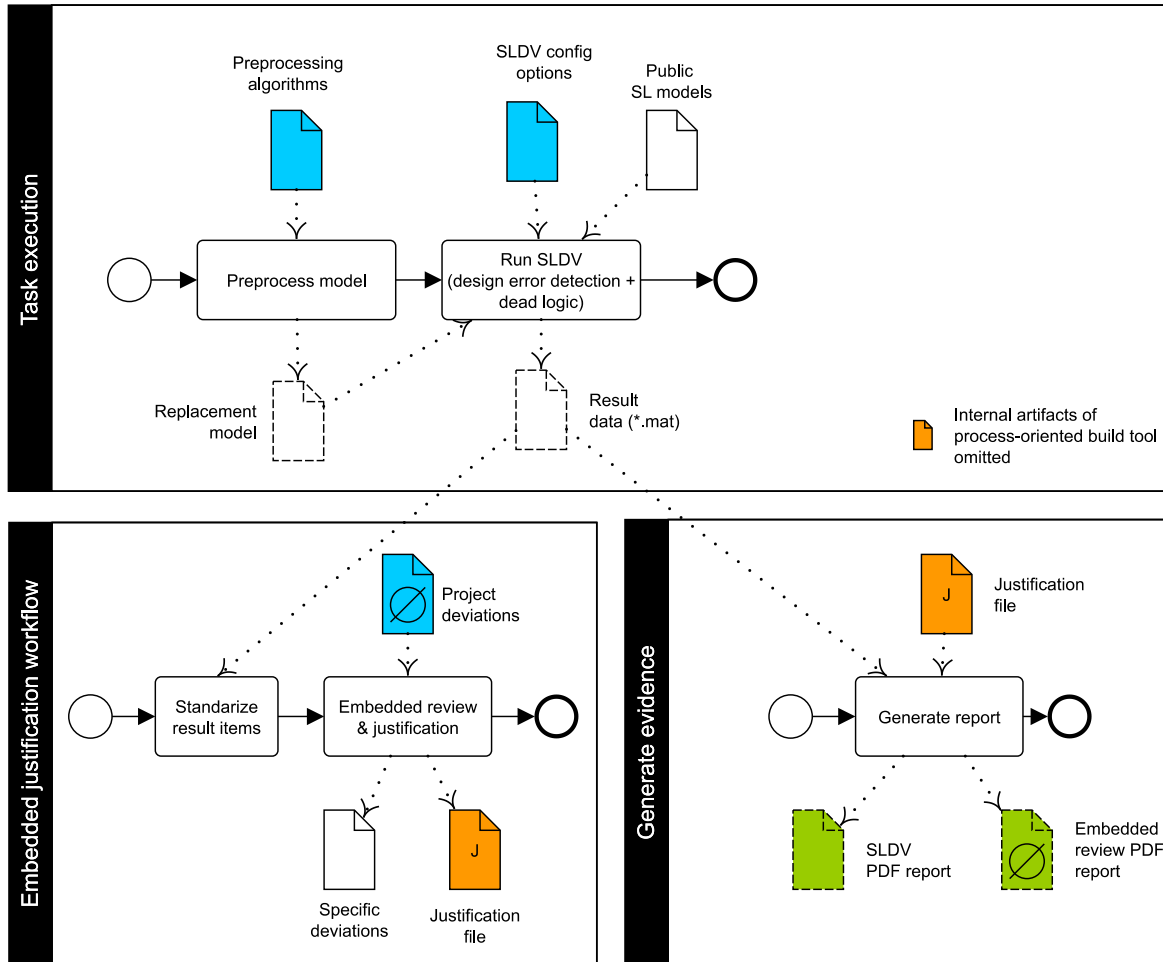 Task execution
Preprocessing
algorithms
SLDV config
options
Public
SL models
Preprocess model
Run SLDV
(design error detection +
dead logic)
Replacement
model
Result
data (*.mat)
Internal artifacts of
process-oriented build tool
omitted
Embedded justification workflow
Project
deviations
Standarize
result items
Embedded review
& justification
Specific
deviations
J
Justification
file
Generate evidence
J
Justification
file
Generate report
SLDV
PDF report
Embedded
review PDF
report